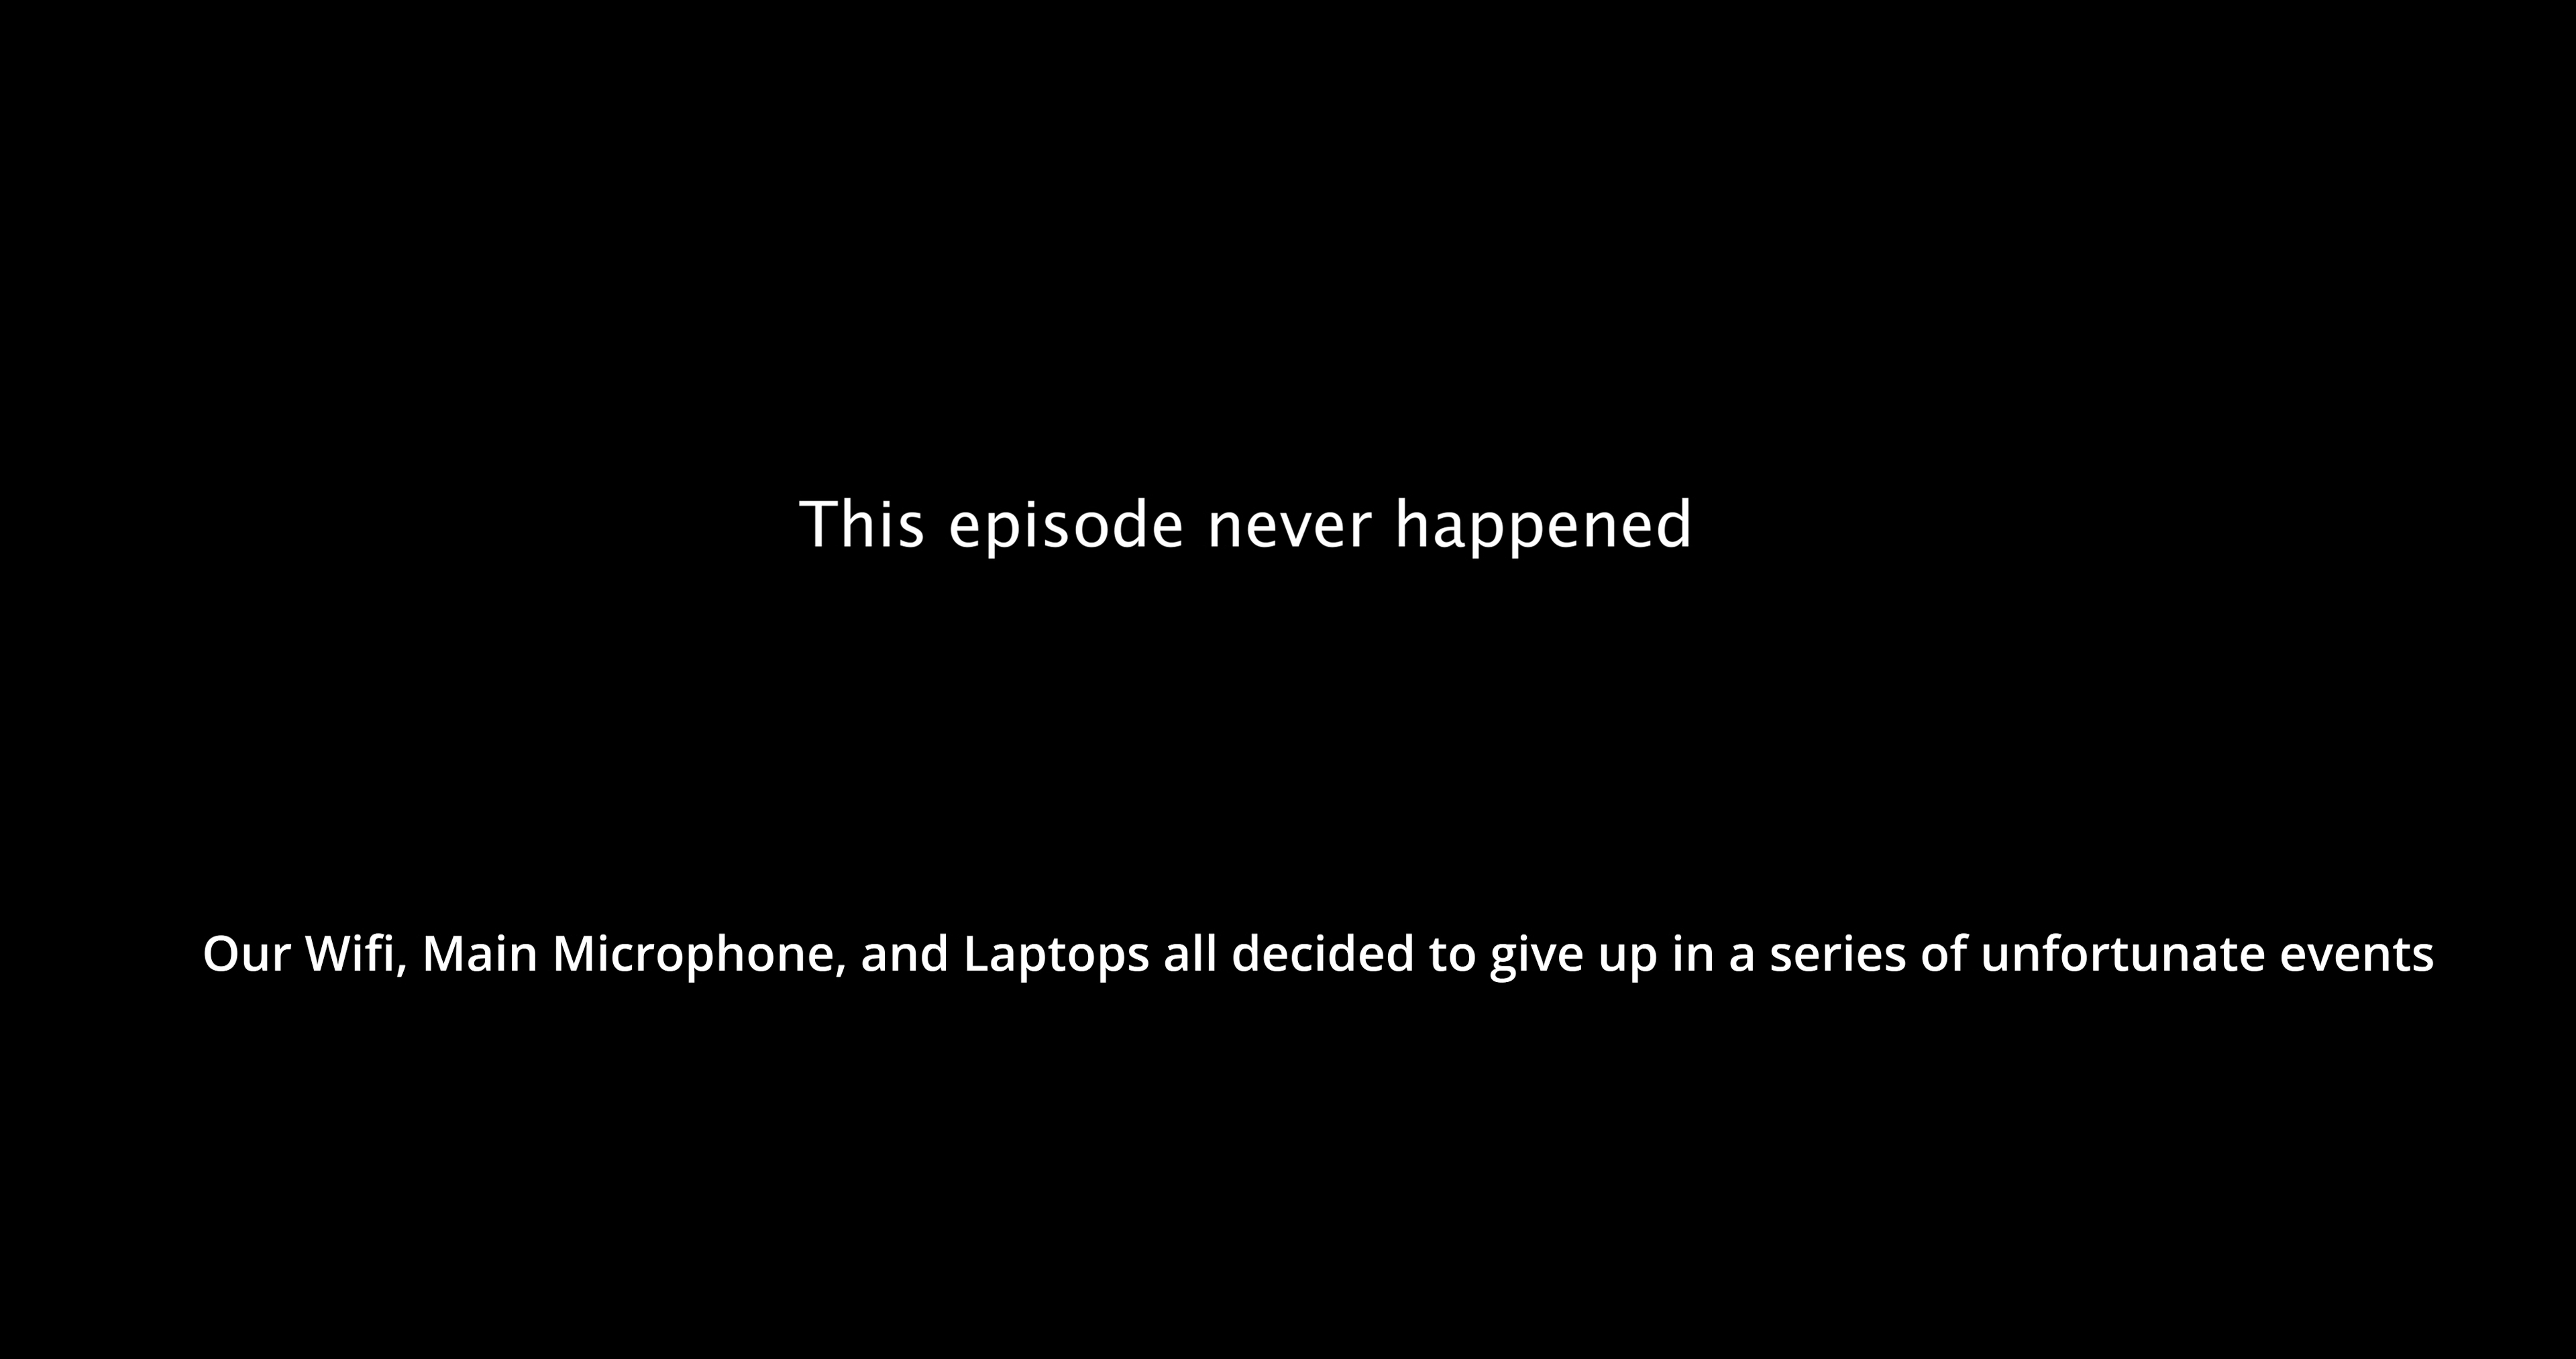 This episode never happened
Our Wifi, Main Microphone, and Laptops all decided to give up in a series of unfortunate events